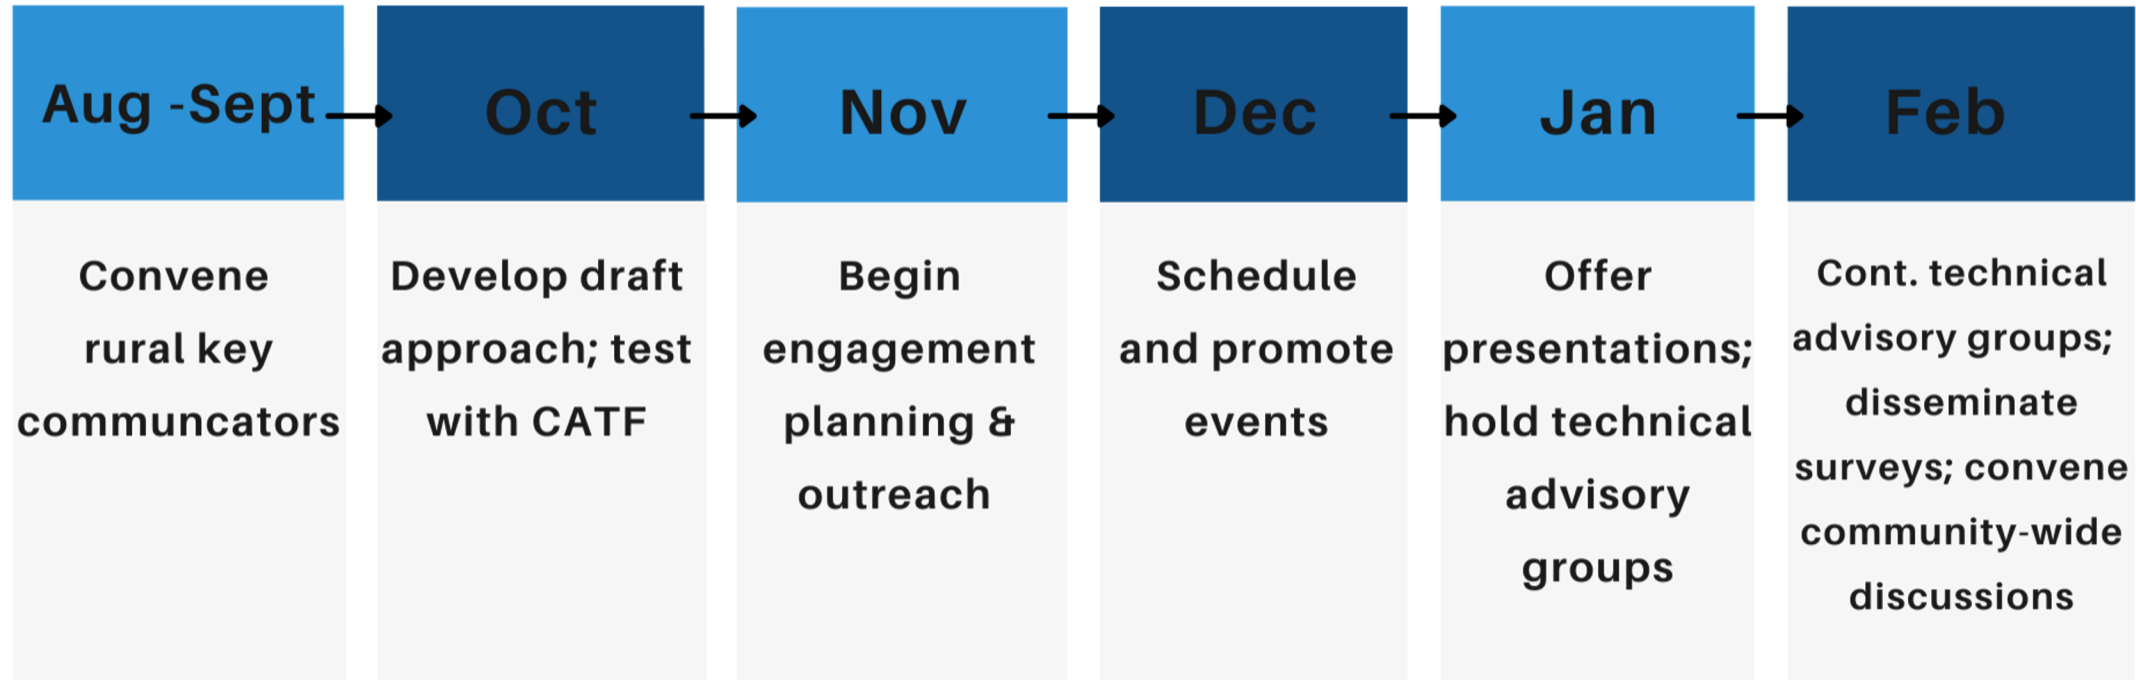 Aug -Sept
Convene
rural key
communcators
Oct
Develop draft
approach; test
with CATF
Nov
Begin
engagement
planning &
outreach
Dec
Schedule
and promote
events
Jan
Offer
presentations;
hold technical
advisory
groups
Feb
Cont. technical
advisory groups;
disseminate
surveys; convene
community-wide
discussions